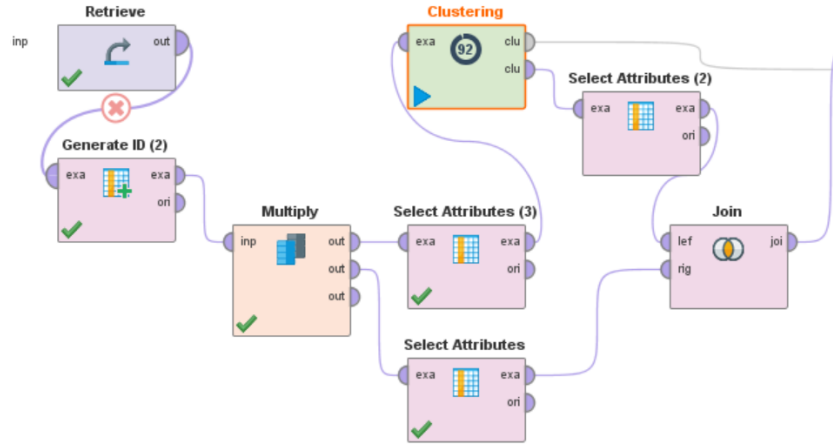 Retrieve
inp
out
Clustering
exa
92
clu
clu
Select Attributes (2)
exa
exa
ori
Generate ID (2)
exa
exa
ori
Multiply
inp
out
out
out
Select Attributes (3)
exa
exa
ori
Join
lef
joi
rig
Select Attributes
exa
exa
ori